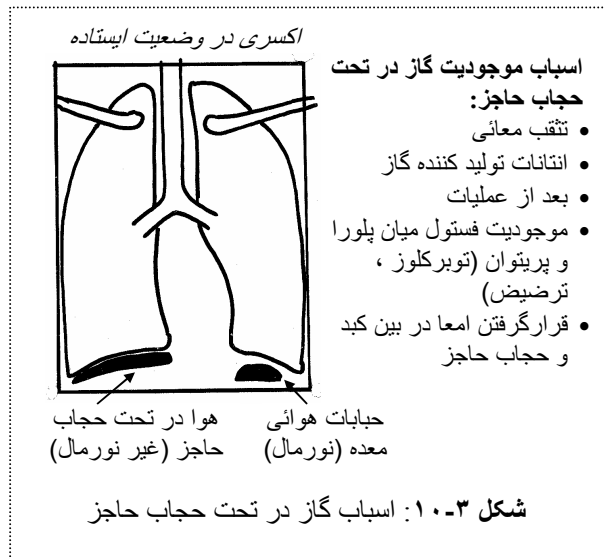 اکسری در وضعیت ایستاده
اسباب موجودیت گاز در تحت
حجاب حاجز:
• تثقب معائی
• انتانات تولید کننده گاز
• بعد از عملیات
• موجودیت فستول میان پلورا
و پریتوان (توبرکلوز ،
ترضیض)
• قرارگرفتن امعا در بین کبد
و حجاب حاجز
هوا در تحت حجاب
حاجز (غیر نورمال)
حبابات هوائی
معده (نورمال)
شکل ۳-۱۰: اسباب گاز در تحت حجاب حاجز